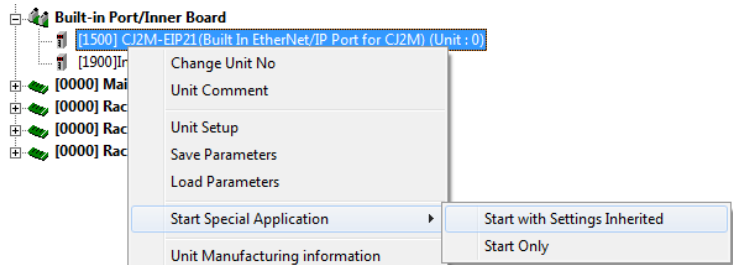 Built-in Port/Inner Board
[1500] CJ2M-EIP21(Built In EtherNet/IP Port for CJ2M) (Unit : 0)
[1900]In
[0000] Mai
[0000] Rac
[0000] Rac
[0000] Rac
Change Unit No
Unit Comment
Unit Setup
Save Parameters
Load Parameters
Start Special Application
Unit Manufacturing information
Start with Settings Inherited
Start Only